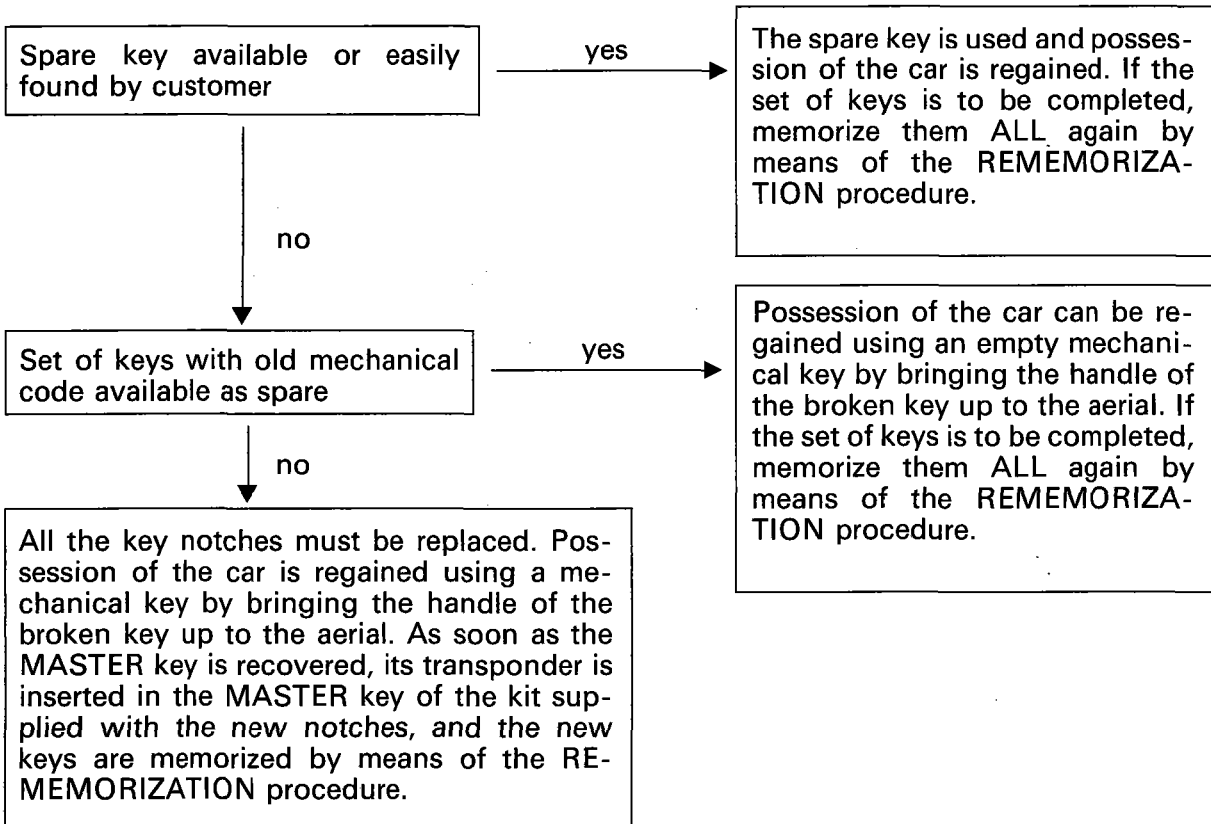 Spare key available or easily
found by customer
yes
The spare key is used and posses-
sion of the car is regained. If the
set of keys is to be completed,
memorize them ALL again by
means of the REMEMORIZA-
TION procedure.
no
Set of keys with old mechanical
code available as spare
yes
Possession of the car can be re-
gained using an empty mechani-
cal key by bringing the handle of
the broken key up to the aerial. If
the set of keys is to be completed,
memorize them ALL again by
means of the REMEMORIZA-
TION procedure.
no
All the key notches must be replaced. Pos-
session of the car is regained using a me-
chanical key by bringing the handle of the
broken key up to the aerial. As soon as the
MASTER key is recovered, its transponder is
inserted in the MASTER key of the kit sup-
plied with the new notches, and the new
keys are memorized by means of the RE-
MEMORIZATION procedure.